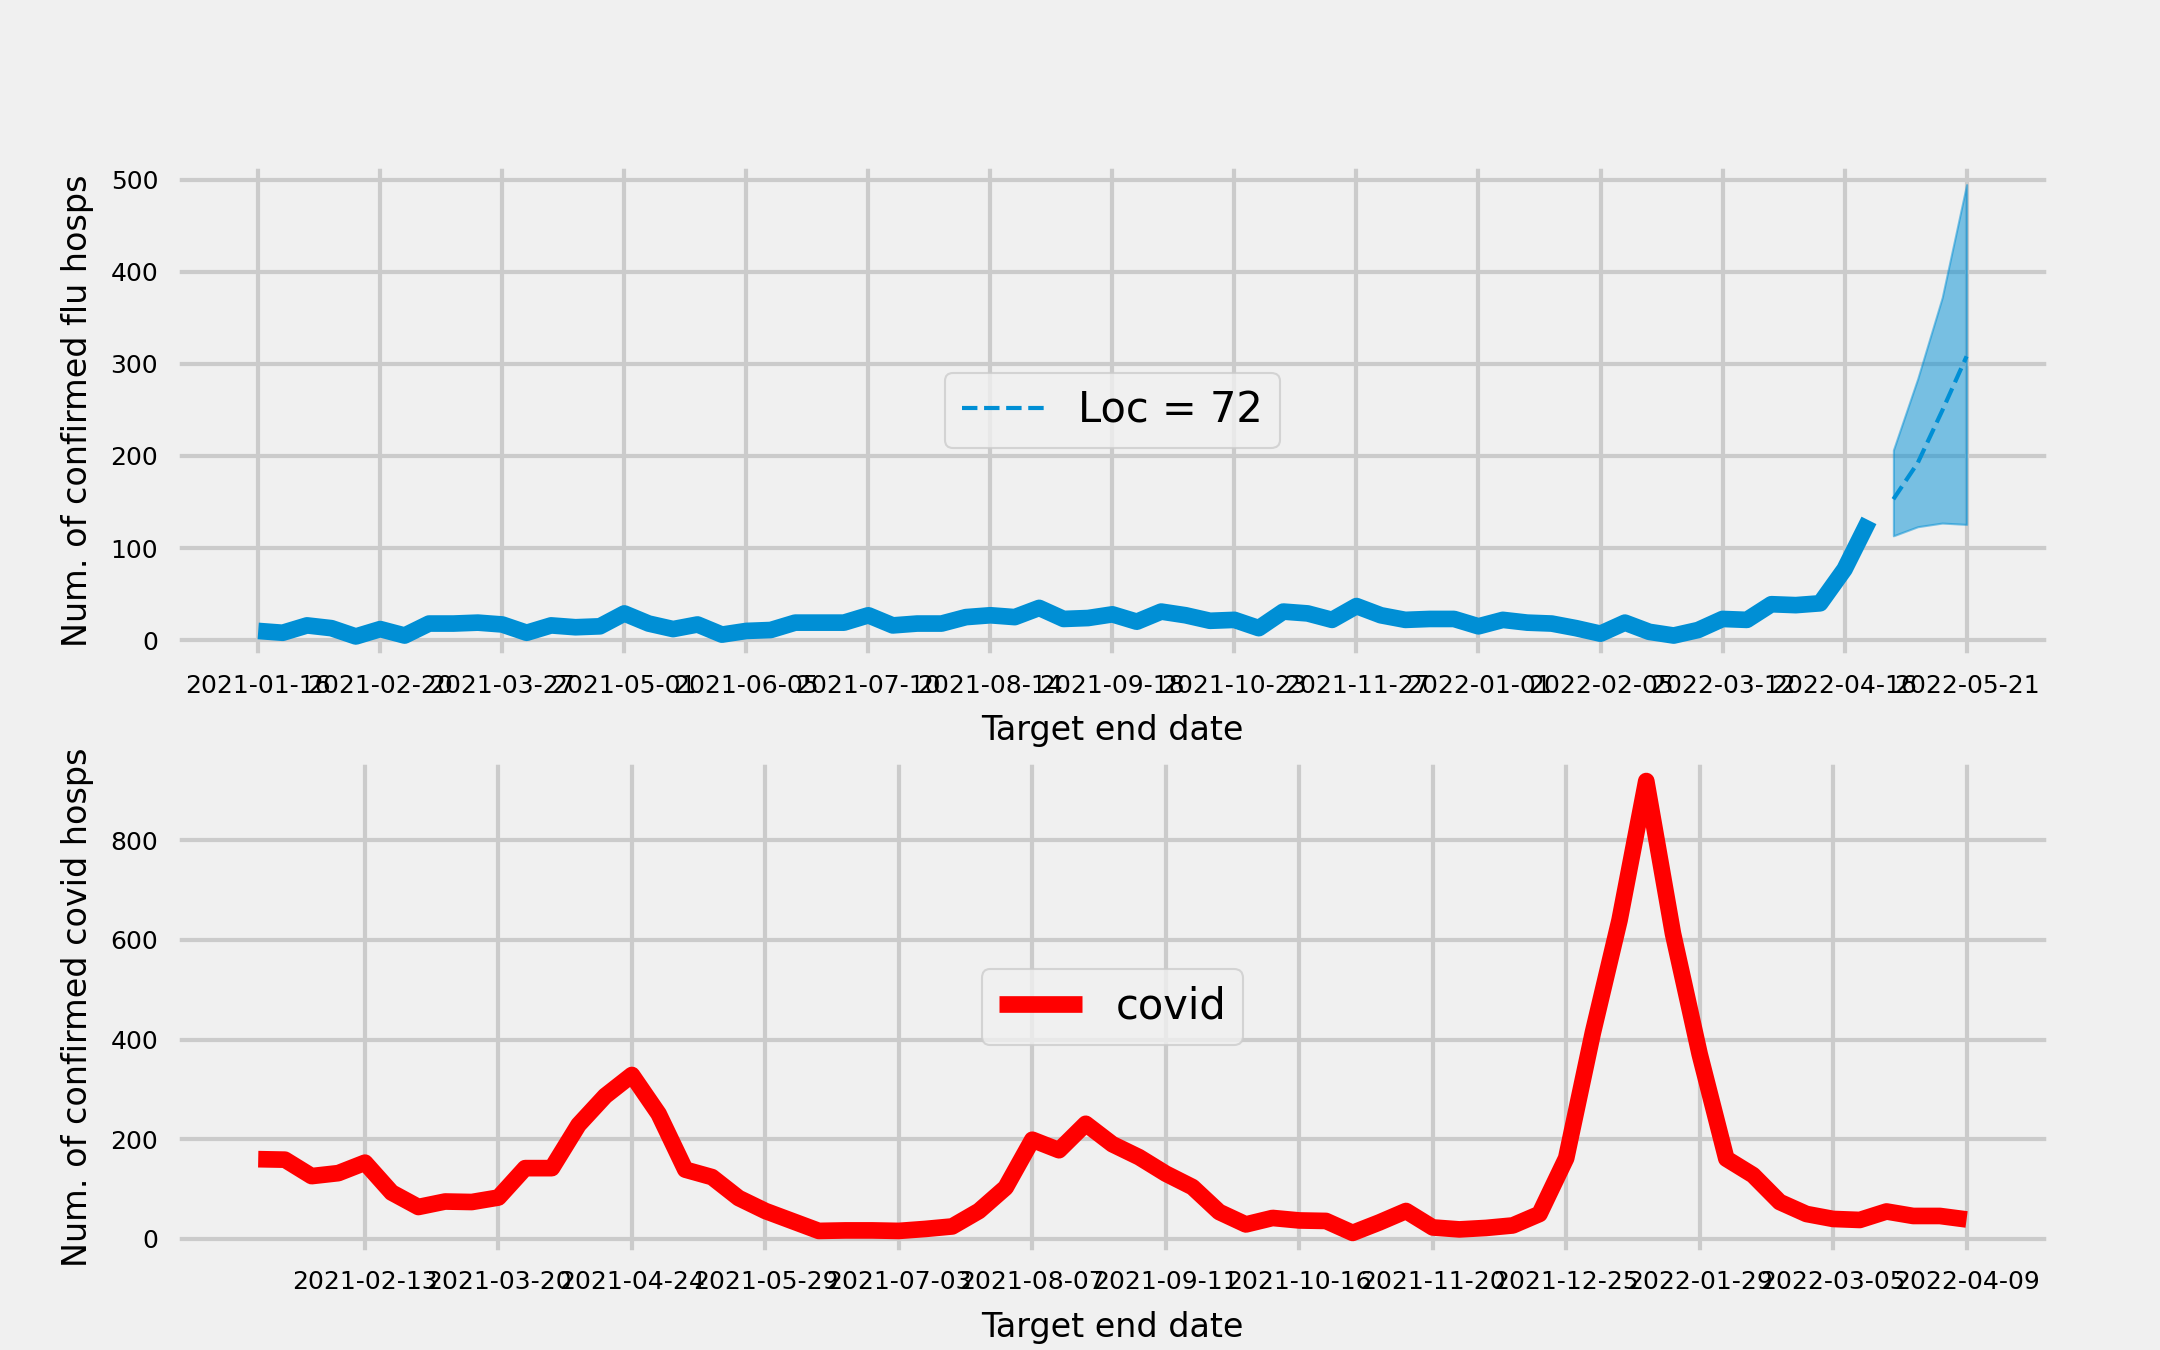 Num. of confirmed flu hosps
500
400
300
200
100
0
Loc = 72
2021-01-16 2021-02-20 2021-03-27 2021-05-01 2021-06-05 2021-07-10 2021-08-14 2021-09-18 2021-10-23 2021-11-27 2022-01-01 2022-02-05 2022-03-12 2022-04-16 2022-05-21
Target end date
Num. of confirmed covid hosps
800
600
400
200
0
covid
2021-02-13 2021-03-20 2021-04-24 2021-05-29 2021-07-03 2021-08-07 2021-09-11 2021-10-16 2021-11-20 2021-12-25 2022-01-29 2022-03-05 2022-04-09
Target end date